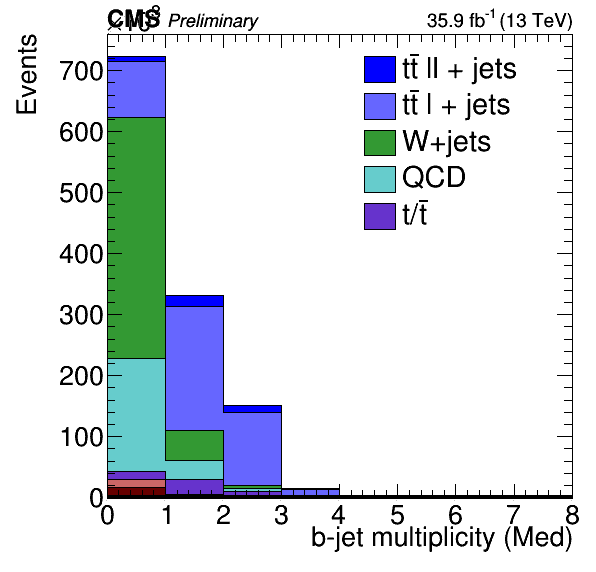 CMS Preliminary 35.9 fb⁻¹ (13 TeV)
Events
700
600
500
400
300
200
100
0
tt̄ ll + jets
tt̄ l + jets
W+jets
QCD
t/t̄
0 1 2 3 4 5 6 7 8
b-jet multiplicity (Med)